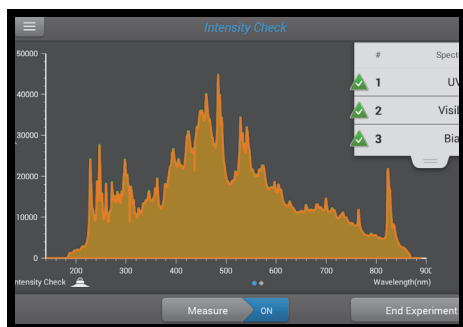 Intensity Check
50000
# Spect
1 UV
40000
2 Visib
3 Bia
30000
20000
10000
0
200 300 400 500 600 700 800 900
ntensity Check Wavelength(nm)
Measure ON End Experiment